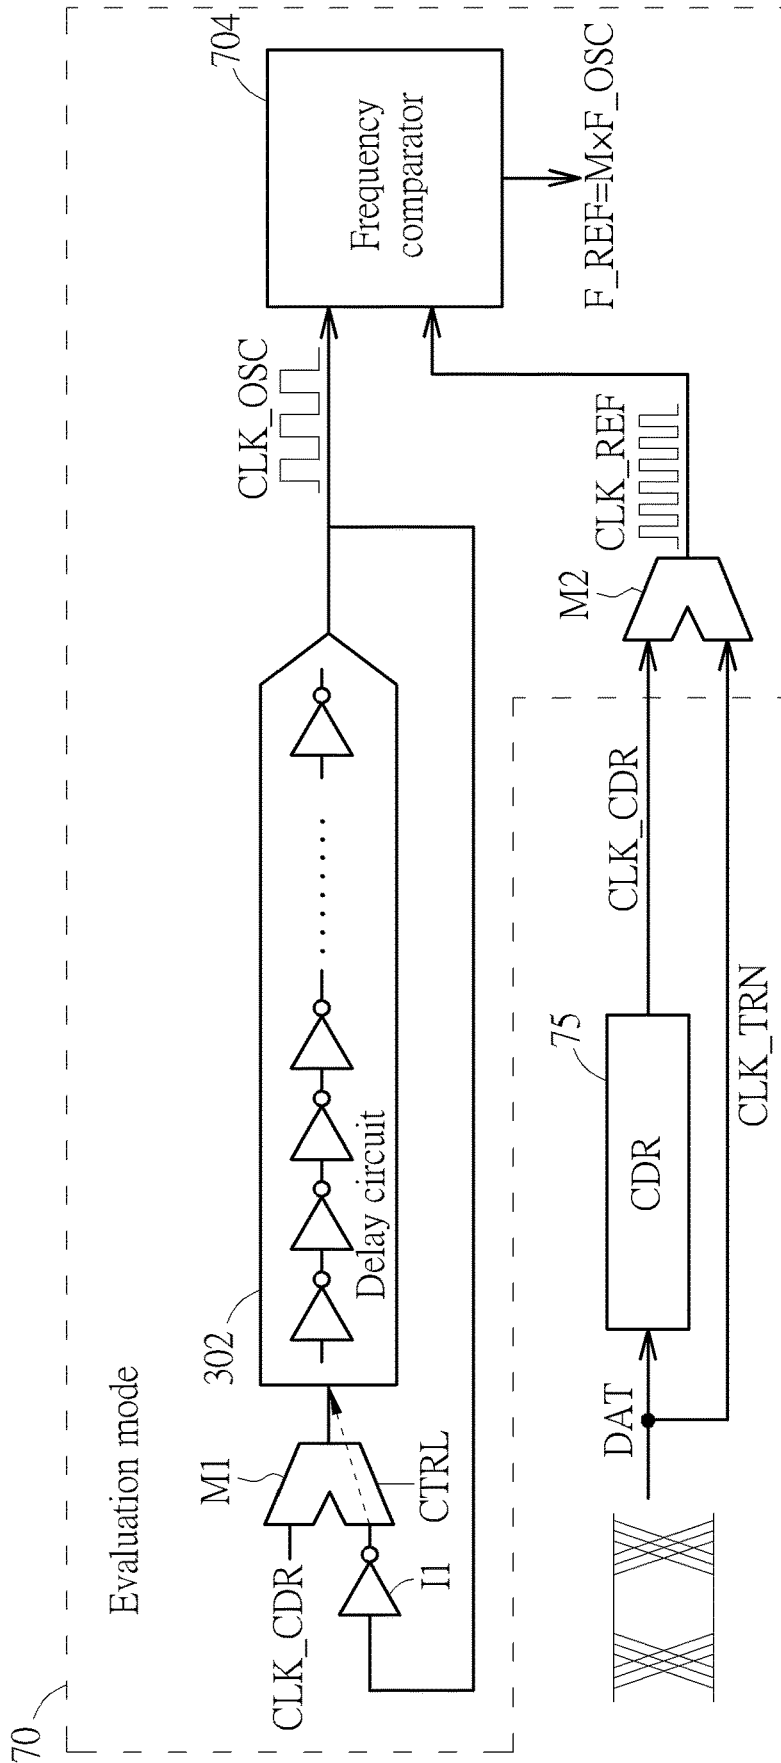 70
Evaluation mode
CLK_CDR
I1
M1
CTRL
302
Delay circuit
CLK_OSC
704
Frequency
comparator
F_REF=M×F_OSC
DAT
CDR
75
CLK_CDR
CLK_TRN
M2
CLK_REF